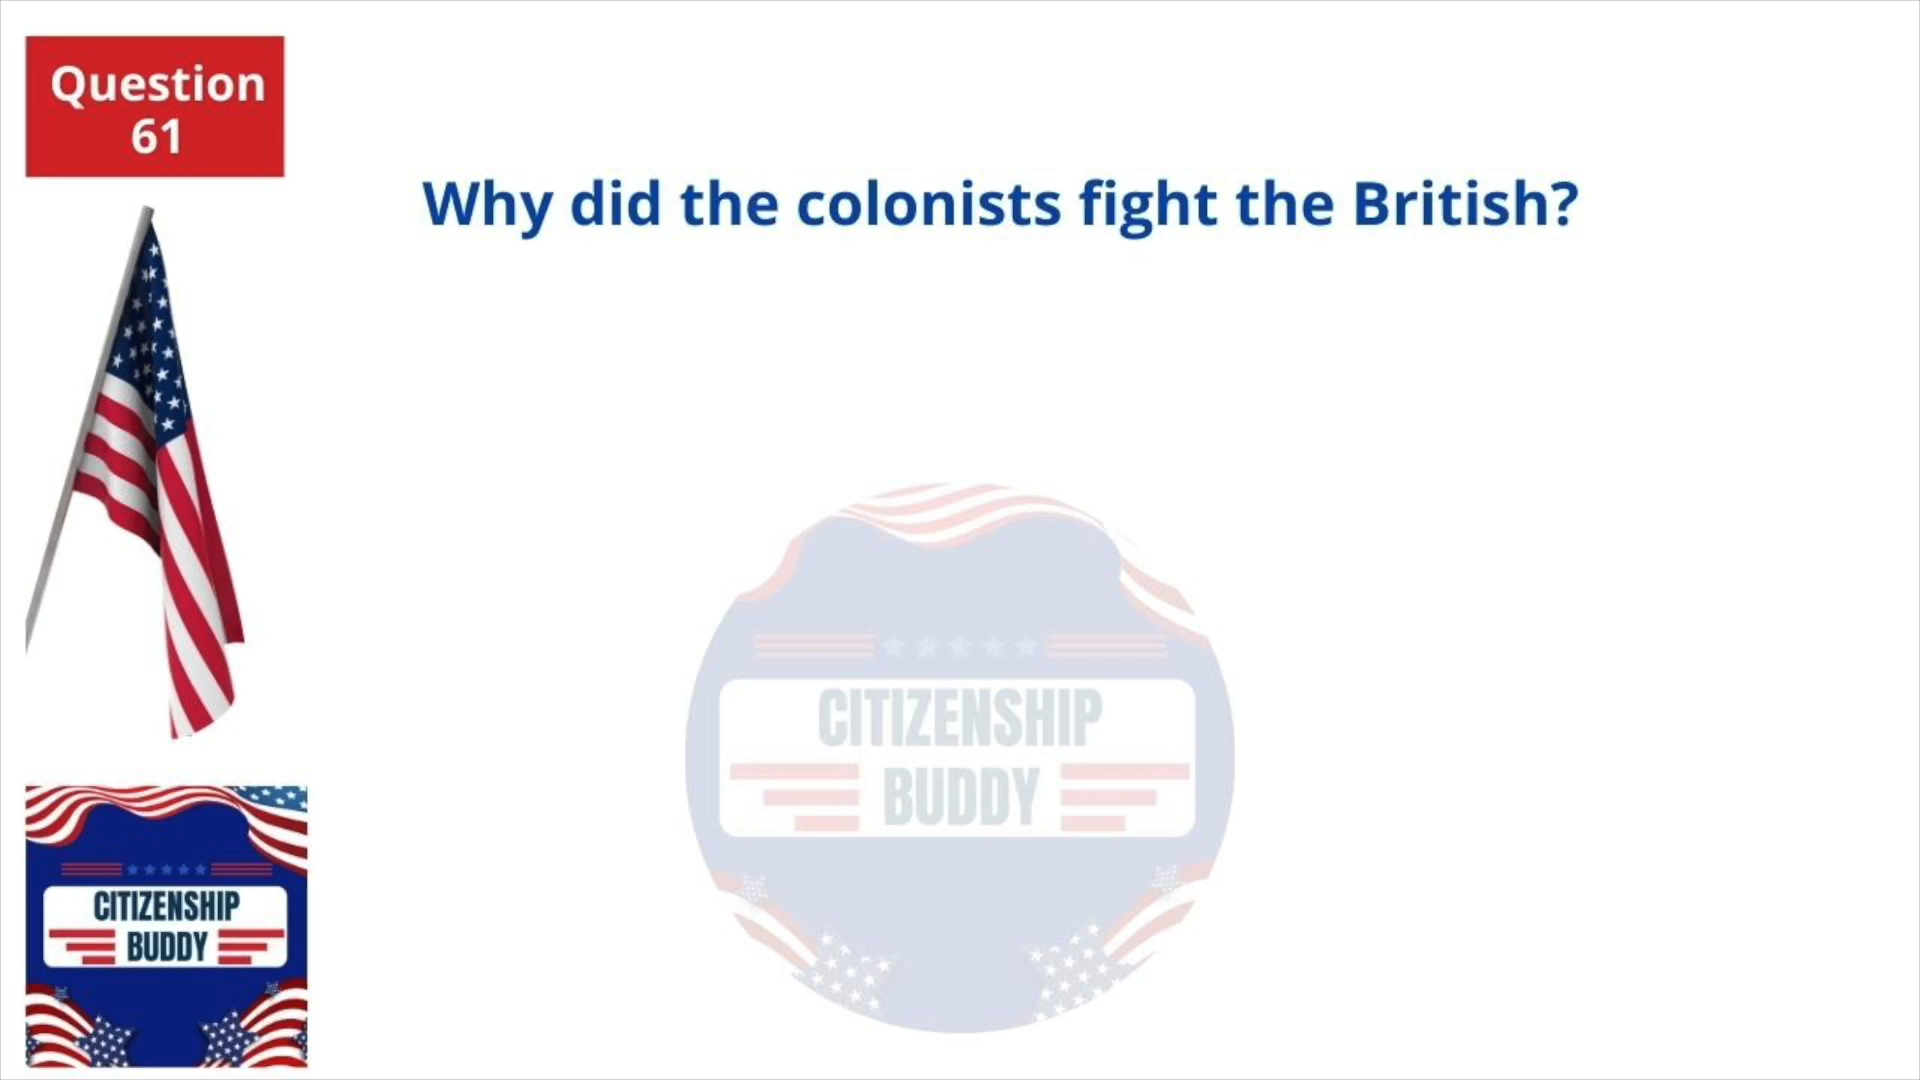 Question
61
Why did the colonists fight the British?
CITIZENSHIP
BUDDY
CITIZENSHIP
BUDDY